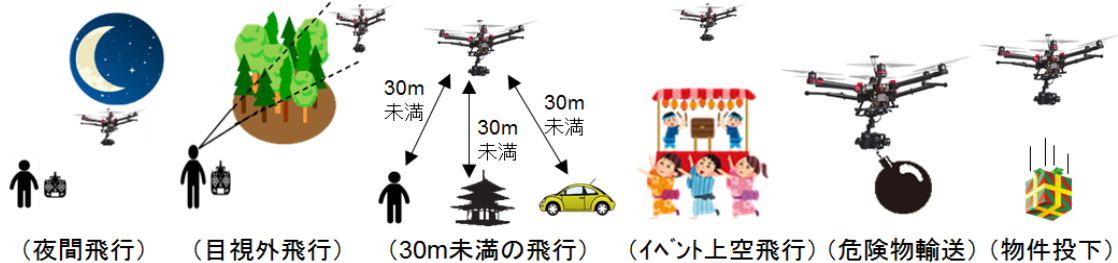 30m
未満
30m
未満
30m
未満
(夜間飛行)
(目視外飛行)
(30m未満の飛行)
(イベント上空飛行)
(危険物輸送)
(物件投下)